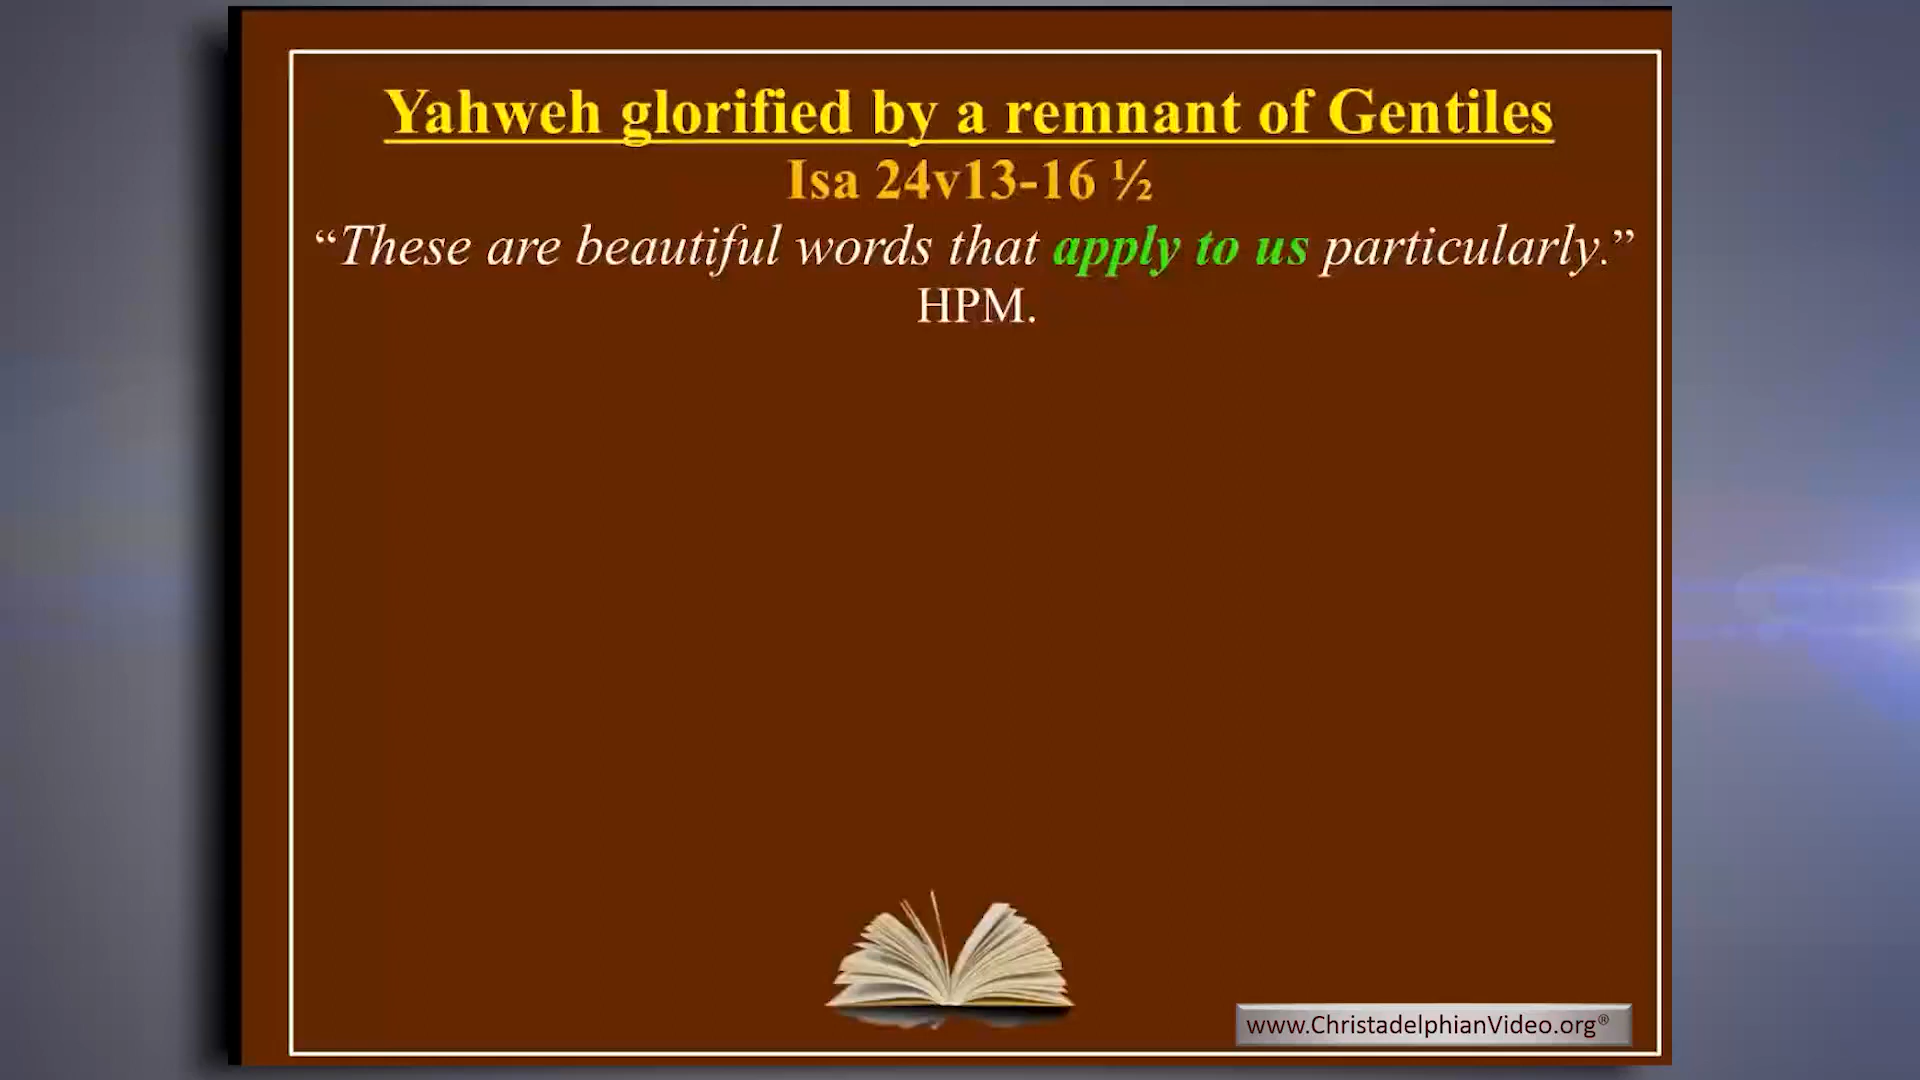 Yahweh glorified by a remnant of Gentiles
Isa 24v13-16 ½
“These are beautiful words that apply to us particularly.”
HPM.
www.ChristadelphianVideo.org®